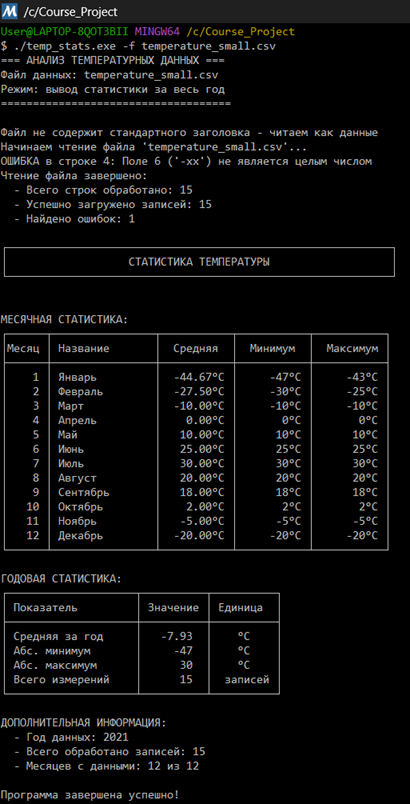 /c/Course_Project
User@LAPTOP-8QOT3BII MINGW64 /c/Course_Project
$ ./temp_stats.exe -f temperature_small.csv
=== АНАЛИЗ ТЕМПЕРАТУРНЫХ ДАННЫХ ===
Файл данных: temperature_small.csv
Режим: вывод статистики за весь год
====================================
Файл не содержит стандартного заголовка - читаем как данные
Начинаем чтение файла 'temperature_small.csv'...
ОШИБКА в строке 4: Поле 6 ('-xx') не является целым числом
Чтение файла завершено:
- Всего строк обработано: 15
- Успешно загружено записей: 15
- Найдено ошибок: 1
СТАТИСТИКА ТЕМПЕРАТУРЫ
МЕСЯЧНАЯ СТАТИСТИКА:
Месяц Название Средняя Минимум Максимум
1 Январь -44.67°C -47°C -43°C
2 Февраль -27.50°C -30°C -25°C
3 Март -10.00°C -10°C -10°C
4 Апрель 0.00°C 0°C 0°C
5 Май 10.00°C 10°C 10°C
6 Июнь 25.00°C 25°C 25°C
7 Июль 30.00°C 30°C 30°C
8 Август 20.00°C 20°C 20°C
9 Сентябрь 18.00°C 18°C 18°C
10 Октябрь 2.00°C 2°C 2°C
11 Ноябрь -5.00°C -5°C -5°C
12 Декабрь -20.00°C -20°C -20°C
ГОДОВАЯ СТАТИСТИКА:
Показатель Значение Единица
Средняя за год -7.93 °C
Абс. минимум -47 °C
Абс. максимум 30 °C
Всего измерений 15 записей
ДОПОЛНИТЕЛЬНАЯ ИНФОРМАЦИЯ:
- Год данных: 2021
- Всего обработано записей: 15
- Месяцев с данными: 12 из 12
Программа завершена успешно!